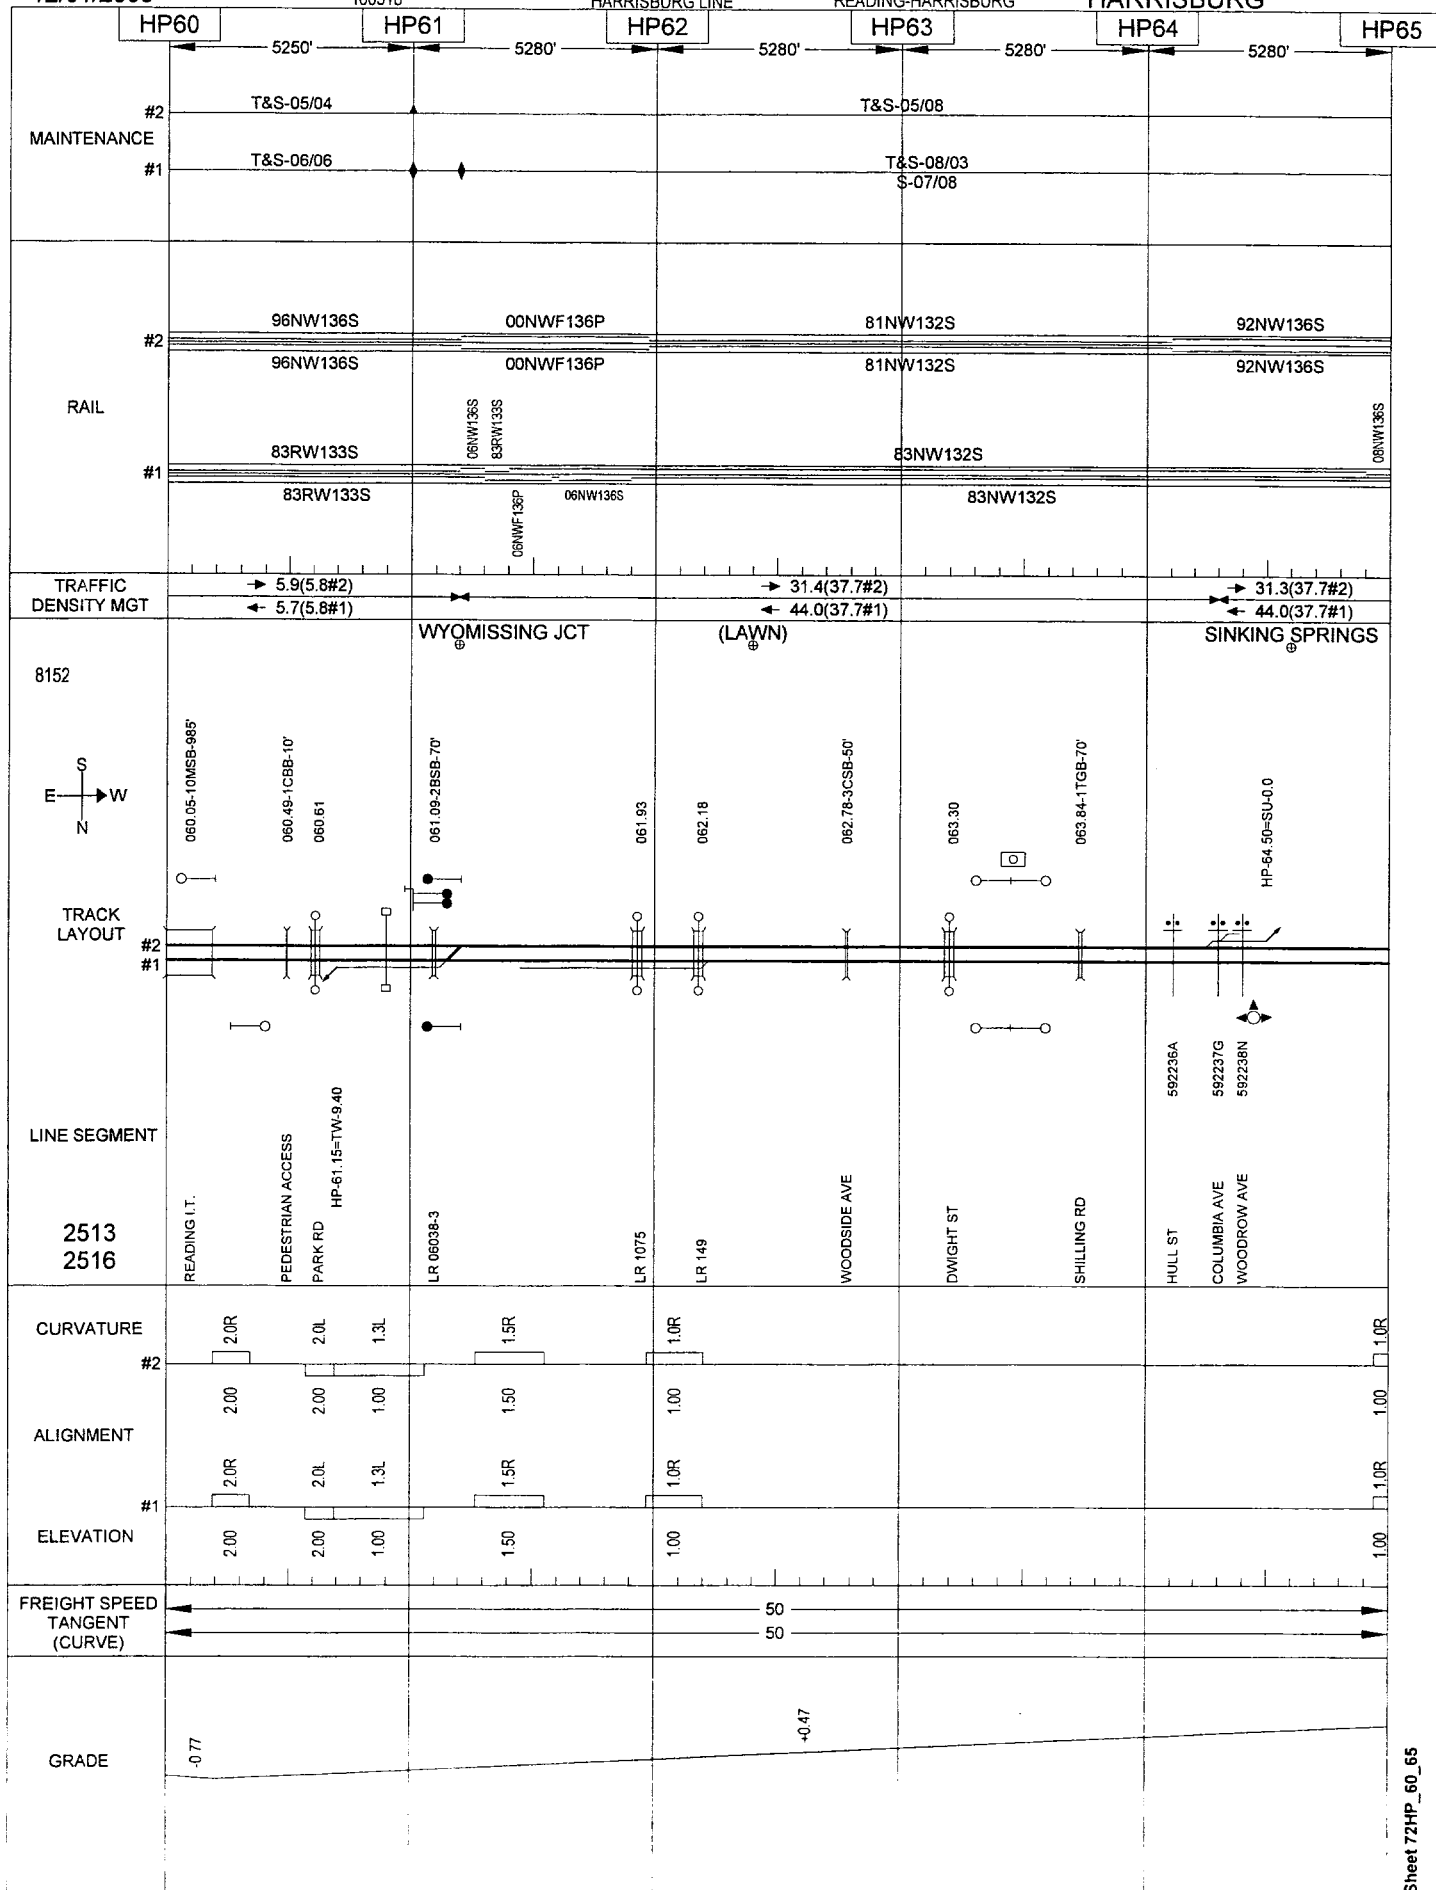 HARRISBURG LINE
READING-HARRISBURG
HARRISBURG
HP60
HP61
HP62
HP63
HP64
HP65
5250'
5280'
5280'
5280'
5280'
MAINTENANCE
#2
T&S-05/04
T&S-05/08
#1
T&S-06/06
T&S-08/03
S-07/08
RAIL
#2
96NW136S
00NWF136P
81NW132S
92NW136S
96NW136S
00NWF136P
81NW132S
92NW136S
06NW136S
83RW133S
08NW136S
#1
83RW133S
83NW132S
83RW133S
06NWF136P
06NW136S
83NW132S
TRAFFIC
DENSITY MGT
5.9(5.8#2)
31.4(37.7#2)
31.3(37.7#2)
5.7(5.8#1)
44.0(37.7#1)
44.0(37.7#1)
WYOMISSING JCT
(LAWN)
SINKING SPRINGS
8152
S
E
W
N
060.05-10MSB-985'
060.49-1CBB-10'
060.61
061.09-2BSB-70'
061.93
062.18
062.78-3CSB-50'
063.30
063.84-1TGB-70'
HP-64.50=SU-0.0
TRACK
LAYOUT
#2
#1
592236A
592237G
592238N
LINE SEGMENT
2513
2516
READING I.T.
PEDESTRIAN ACCESS
PARK RD
HP-61.15=TW-9.40
LR 06038-3
LR 1075
LR 149
WOODSIDE AVE
DWIGHT ST
SHILLING RD
HULL ST
COLUMBIA AVE
WOODROW AVE
CURVATURE
#2
2.0R
2.0L
1.3L
1.5R
1.0R
1.0R
2.00
2.00
1.00
1.50
1.00
1.00
ALIGNMENT
#1
2.0R
2.0L
1.3L
1.5R
1.0R
1.0R
ELEVATION
2.00
2.00
1.00
1.50
1.00
1.00
FREIGHT SPEED
TANGENT
(CURVE)
50
50
GRADE
-0.77
+0.47
Sheet 72HP_60_65